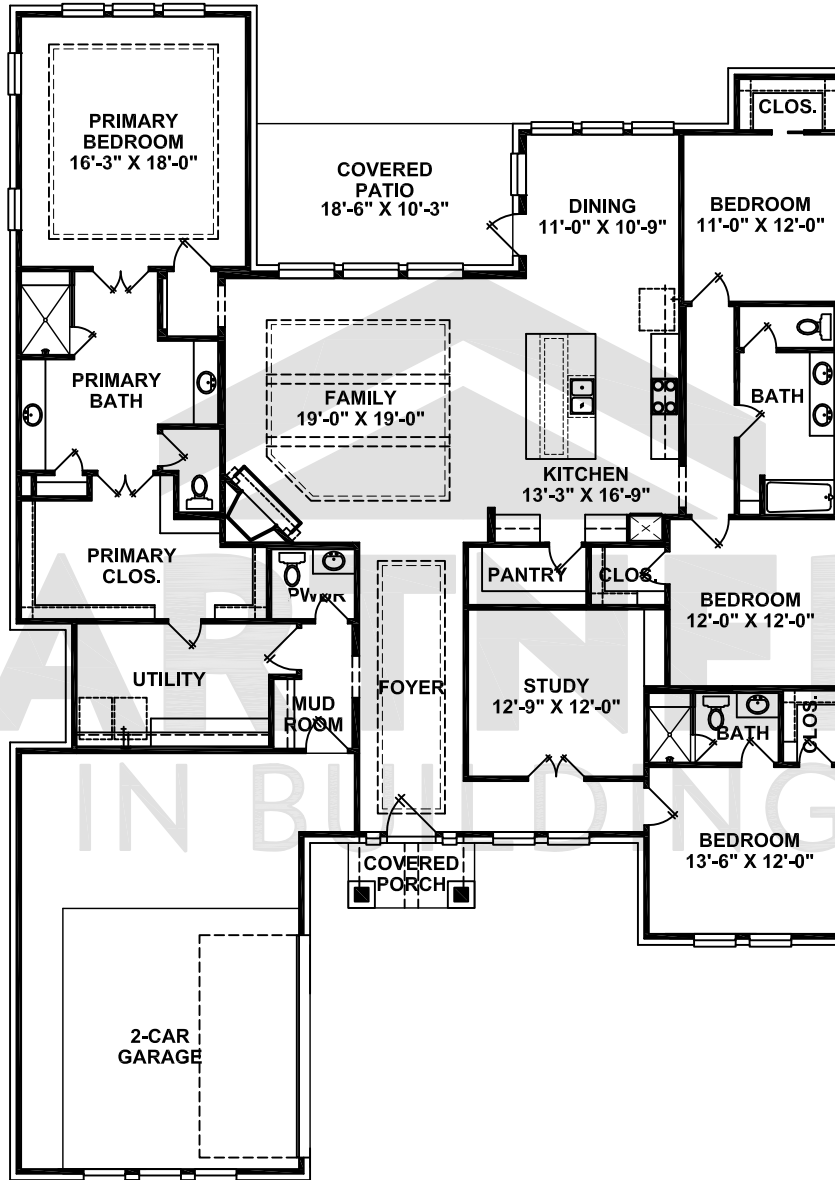 CLOS.
PRIMARY
BEDROOM
16'-3" X 18'-0"
COVERED
PATIO
18'-6" X 10'-3"
DINING
11'-0" X 10'-9"
BEDROOM
11'-0" X 12'-0"
PRIMARY
BATH
FAMILY
19'-0" X 19'-0"
BATH
KITCHEN
13'-3" X 16'-9"
PRIMARY
CLOS.
PWDR
PANTRY
CLOS.
BEDROOM
12'-0" X 12'-0"
UTILITY
MUD
ROOM
FOYER
STUDY
12'-9" X 12'-0"
BATH
CLOS.
BEDROOM
13'-6" X 12'-0"
COVERED
PORCH
2-CAR
GARAGE
ARTNE
IN BUILDING